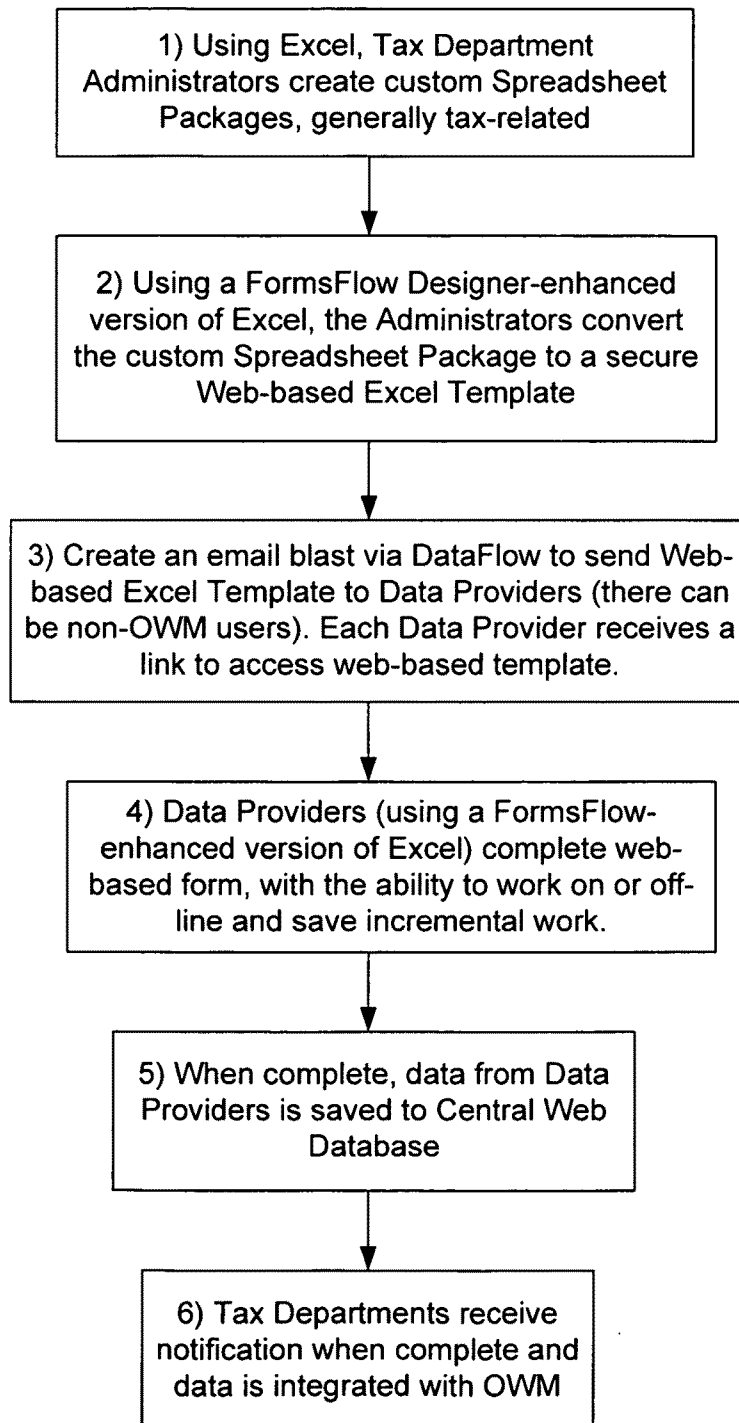 1) Using Excel, Tax Department
Administrators create custom Spreadsheet
Packages, generally tax-related
2) Using a FormsFlow Designer-enhanced
version of Excel, the Administrators convert
the custom Spreadsheet Package to a secure
Web-based Excel Template
3) Create an email blast via DataFlow to send Web-
based Excel Template to Data Providers (there can
be non-OWM users). Each Data Provider receives a
link to access web-based template.
4) Data Providers (using a FormsFlow-
enhanced version of Excel) complete web-
based form, with the ability to work on or off-
line and save incremental work.
5) When complete, data from Data
Providers is saved to Central Web
Database
6) Tax Departments receive
notification when complete and
data is integrated with OWM